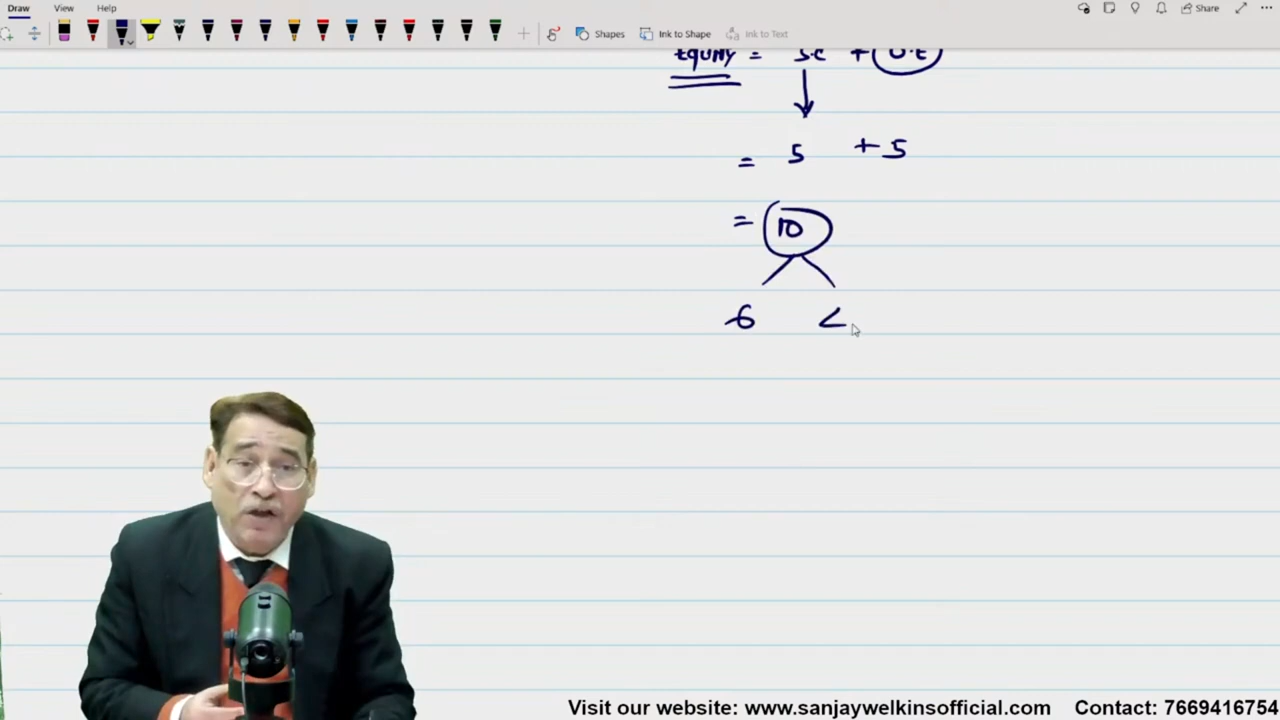 Draw View Help Share
Shapes Ink to Shape Ink to Text
Equity = S.C + O.E
= 5 + 5
= 10
6 <
Visit our website: www.sanjaywelkinsofficial.com Contact: 7669416754